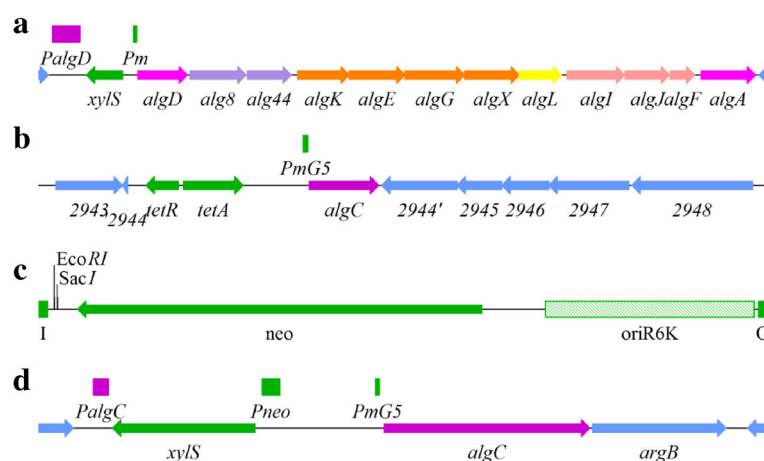 a
PalgD Pm
xylS algD alg8 alg44 algK algE algG algX algL algI algJ algF algA
b
PmG5
2943 2944 tetR tetA algC 2944' 2945 2946 2947 2948
c
EcoRI
SacI
I neo oriR6K O
d
PalgC Pneo PmG5
xylS algC argB